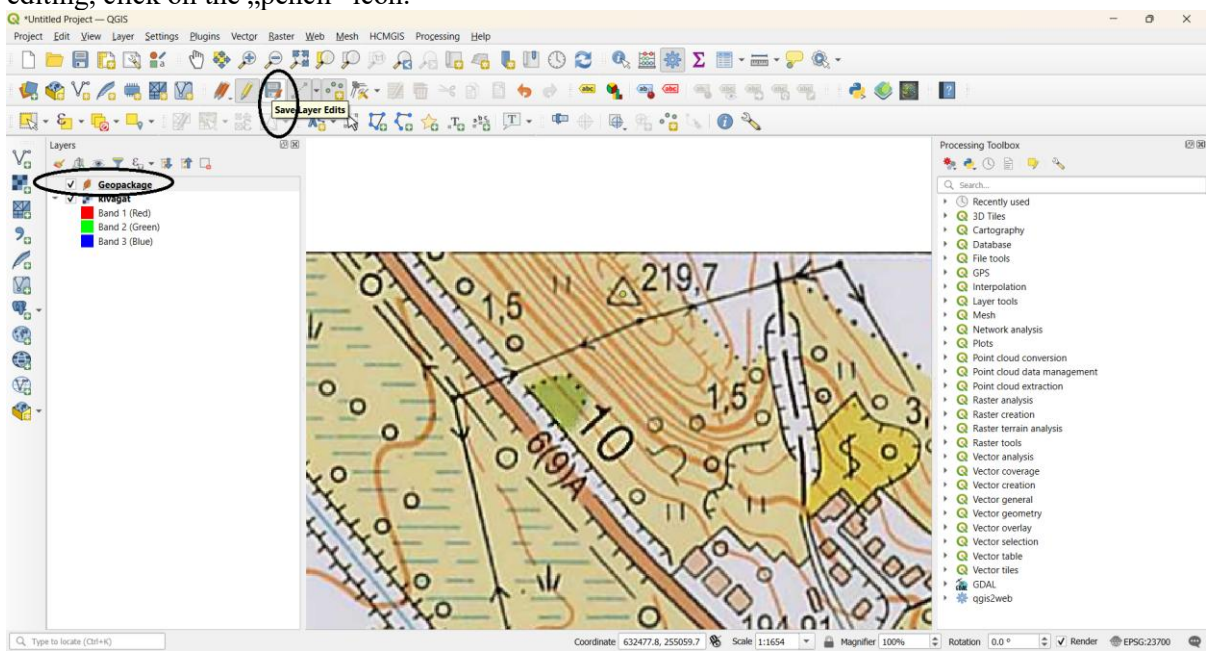 editing, click on the „pencil" icon.
*Untitled Project — QGIS
Project Edit View Layer Settings Plugins Vector Raster Web Mesh HCMGIS Processing Help
Save Layer Edits
Layers
Geopackage
kivagat
Band 1 (Red)
Band 2 (Green)
Band 3 (Blue)
219,7
1,5
1,5
3,
10
6(9)A
194,91
Processing Toolbox
Search...
Recently used
3D Tiles
Cartography
Database
File tools
GPS
Interpolation
Layer tools
Mesh
Network analysis
Plots
Point cloud conversion
Point cloud data management
Point cloud extraction
Raster analysis
Raster creation
Raster terrain analysis
Raster tools
Vector analysis
Vector coverage
Vector creation
Vector general
Vector geometry
Vector overlay
Vector selection
Vector table
Vector tiles
GDAL
qgis2web
Type to locate (Ctrl+K)
Coordinate 632477.8, 255059.7 Scale 1:1654 Magnifier 100% Rotation 0.0 ° Render EPSG:23700